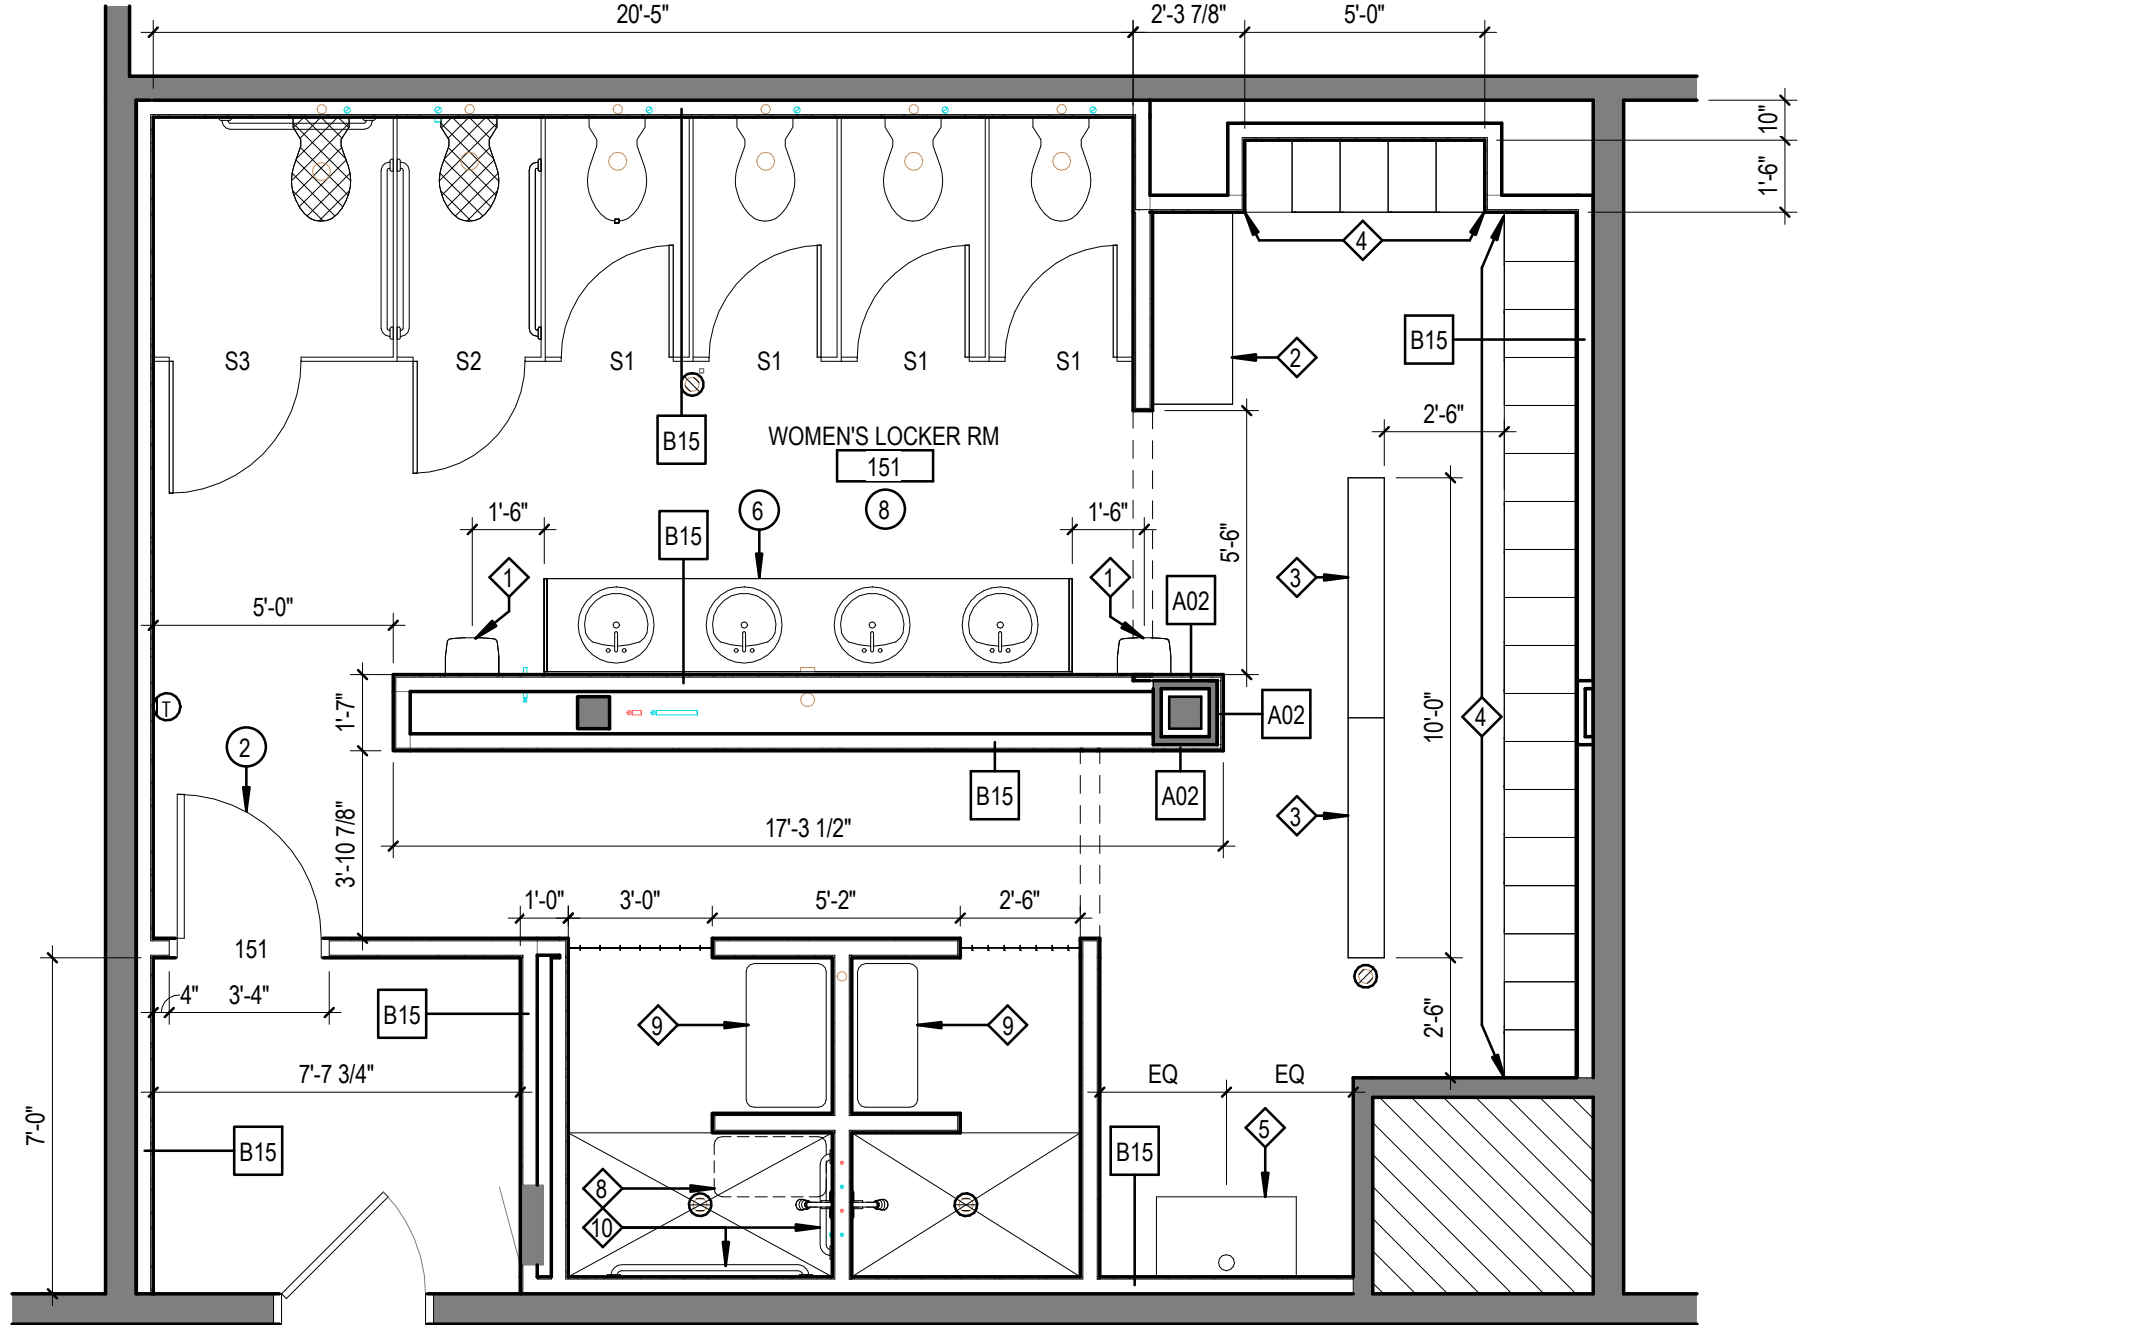 20'-5" 2'-3 7/8" 5'-0"
10"
1'-6"
4
S3 S2 S1 S1 S1 S1
2
B15
B15
2'-6"
WOMEN'S LOCKER RM
151
8
6
1'-6" B15 1'-6"
5'-6"
1 1 3
A02
5'-0"
T
1'-7"
A02
10'-0"
4
2
B15 A02
3
17'-3 1/2"
3'-10 7/8"
1'-0" 3'-0" 5'-2" 2'-6"
151
4" 3'-4"
B15
9 9
2'-6"
7'-7 3/4" EQ EQ
7'-0"
B15 B15 5
8
10